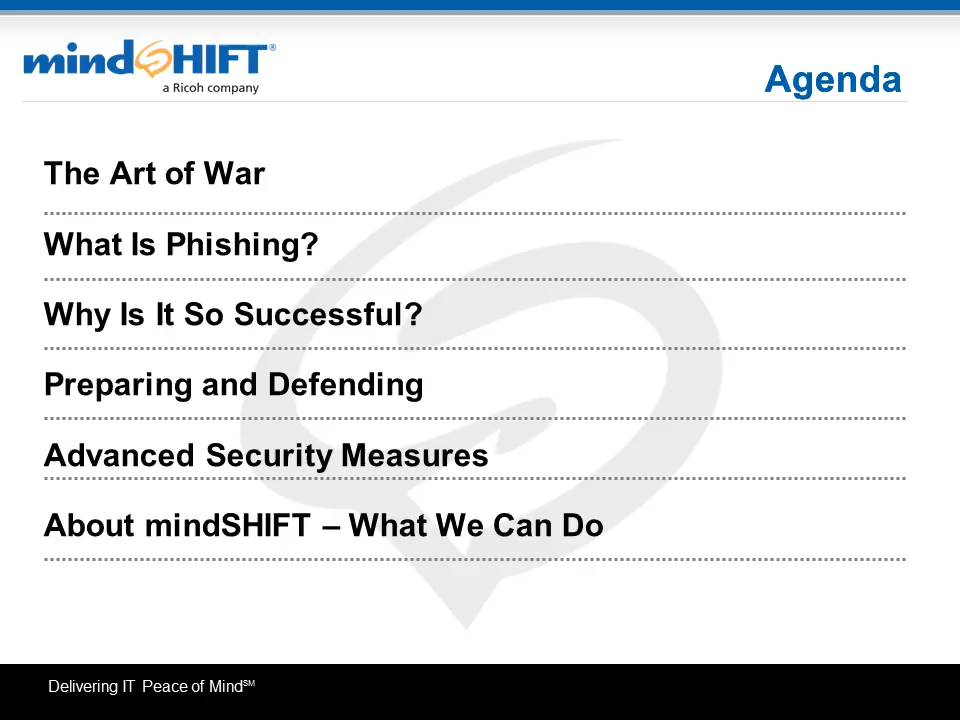 mindSHIFT®
a Ricoh company
Agenda
The Art of War
What Is Phishing?
Why Is It So Successful?
Preparing and Defending
Advanced Security Measures
About mindSHIFT – What We Can Do
Delivering IT Peace of Mind℠